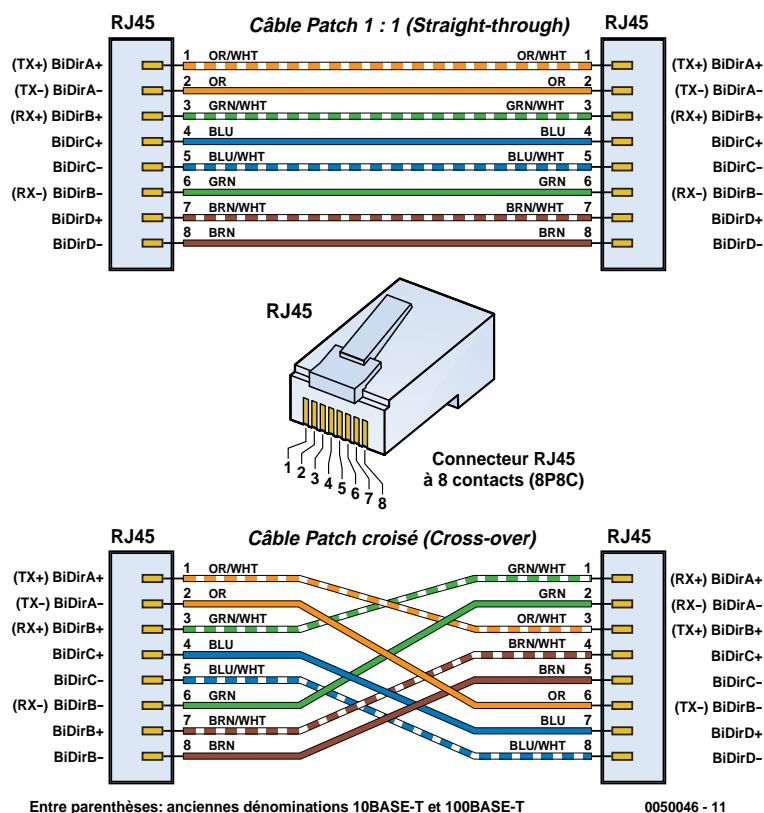 RJ45 Câble Patch 1 : 1 (Straight-through) RJ45
(TX+) BiDirA+ 1 OR/WHT OR/WHT 1 (TX+) BiDirA+
(TX–) BiDirA– 2 OR OR 2 (TX–) BiDirA–
(RX+) BiDirB+ 3 GRN/WHT GRN/WHT 3 (RX+) BiDirB+
BiDirC+ 4 BLU BLU 4 BiDirC+
BiDirC– 5 BLU/WHT BLU/WHT 5 BiDirC–
(RX–) BiDirB– 6 GRN GRN 6 (RX–) BiDirB–
BiDirD+ 7 BRN/WHT BRN/WHT 7 BiDirD+
BiDirD– 8 BRN BRN 8 BiDirD–
RJ45
1 2 3 4 5 6 7 8
Connecteur RJ45
à 8 contacts (8P8C)
RJ45 Câble Patch croisé (Cross-over) RJ45
(TX+) BiDirA+ 1 OR/WHT GRN/WHT 1 (RX+) BiDirA+
(TX–) BiDirA– 2 OR GRN 2 (RX–) BiDirA–
(RX+) BiDirB+ 3 GRN/WHT OR/WHT 3 (TX+) BiDirB+
BiDirC+ 4 BLU BRN/WHT 4 BiDirC+
BiDirC– 5 BLU/WHT BRN 5 BiDirC–
(RX–) BiDirB– 6 GRN OR 6 (TX–) BiDirB–
BiDirB+ 7 BRN/WHT BLU 7 BiDirD+
BiDirB– 8 BRN BLU/WHT 8 BiDirD–
Entre parenthèses: anciennes dénominations 10BASE-T et 100BASE-T 0050046 - 11